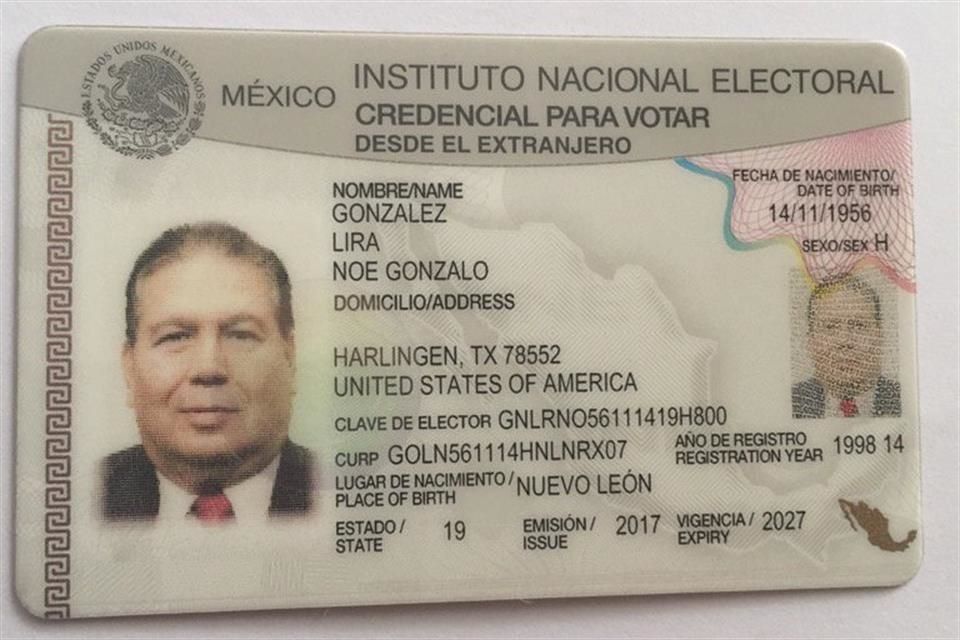 ESTADOS UNIDOS MEXICANOS
MÉXICO
INSTITUTO NACIONAL ELECTORAL
CREDENCIAL PARA VOTAR
DESDE EL EXTRANJERO
FECHA DE NACIMIENTO/
DATE OF BIRTH
14/11/1956
SEXO/SEX H
NOMBRE/NAME
GONZALEZ
LIRA
NOE GONZALO
DOMICILIO/ADDRESS
HARLINGEN, TX 78552
UNITED STATES OF AMERICA
CLAVE DE ELECTOR GNLRNO56111419H800
CURP GOLN561114HNLNRX07
AÑO DE REGISTRO
REGISTRATION YEAR 1998 14
LUGAR DE NACIMIENTO/
PLACE OF BIRTH NUEVO LEÓN
ESTADO/
STATE 19
EMISIÓN/
ISSUE 2017
VIGENCIA/
EXPIRY 2027